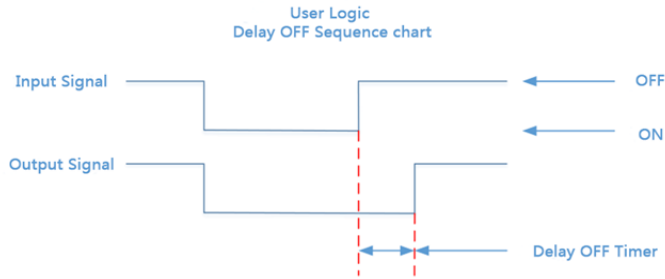 User Logic
Delay OFF Sequence chart
Input Signal
OFF
ON
Output Signal
Delay OFF Timer